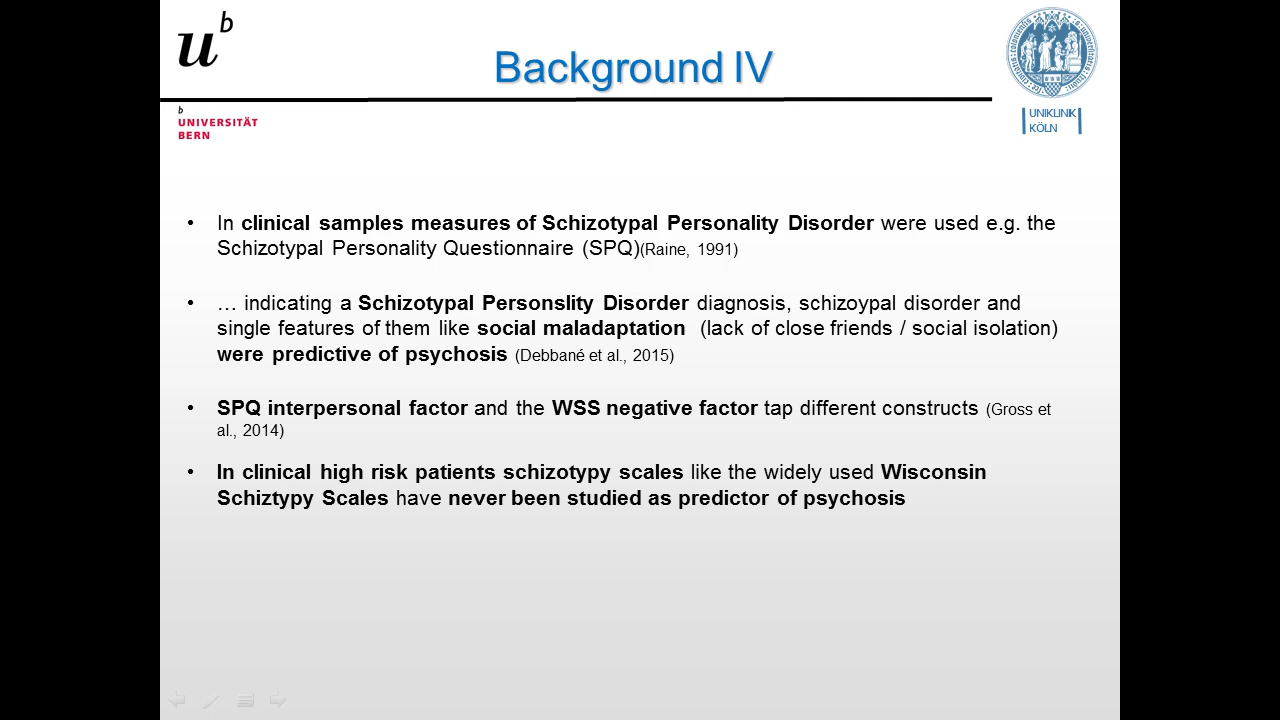 u b
Background IV
b
UNIVERSITÄT
BERN
UNIKLINIK
KÖLN
• In clinical samples measures of Schizotypal Personality Disorder were used e.g. the
Schizotypal Personality Questionnaire (SPQ)(Raine, 1991)
• … indicating a Schizotypal Personslity Disorder diagnosis, schizoypal disorder and
single features of them like social maladaptation (lack of close friends / social isolation)
were predictive of psychosis (Debbané et al., 2015)
• SPQ interpersonal factor and the WSS negative factor tap different constructs (Gross et
al., 2014)
• In clinical high risk patients schizotypy scales like the widely used Wisconsin
Schiztypy Scales have never been studied as predictor of psychosis